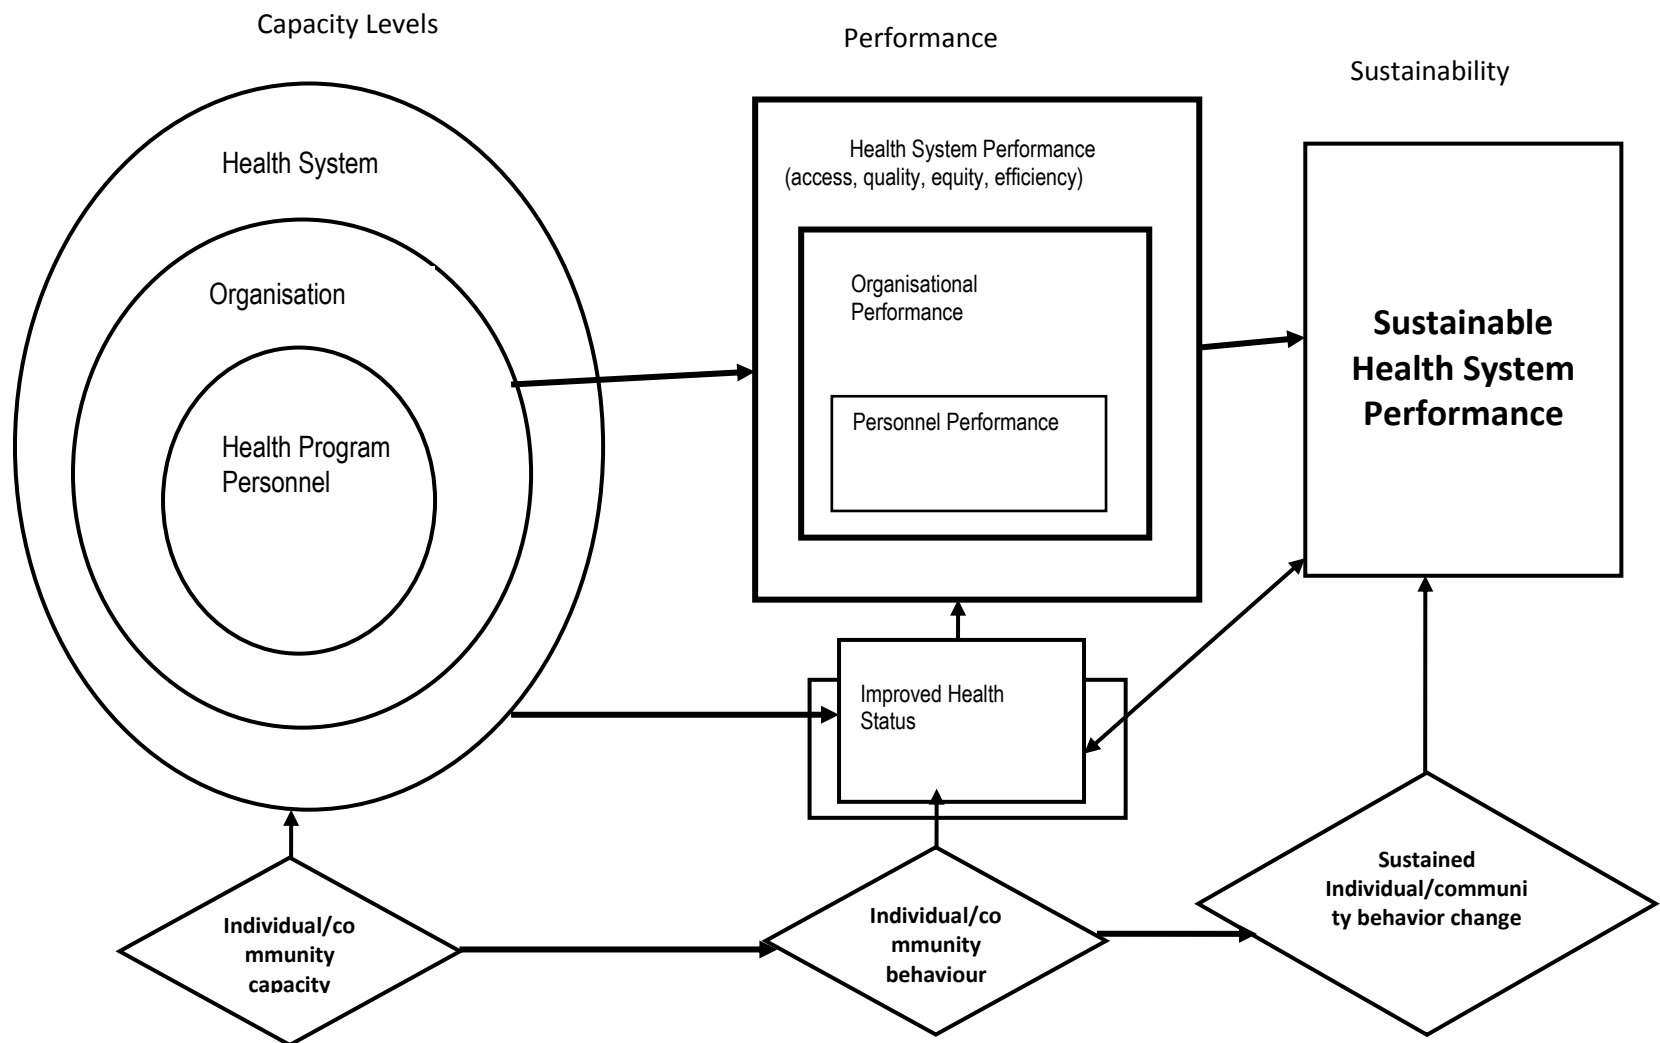 Capacity Levels
Performance
Sustainability
Health System
Organisation
Health Program
Personnel
Health System Performance
(access, quality, equity, efficiency)
Organisational
Performance
Personnel Performance
Sustainable
Health System
Performance
Improved Health
Status
Individual/co
mmunity
capacity
Individual/co
mmunity
behaviour
Sustained
Individual/communi
ty behavior change